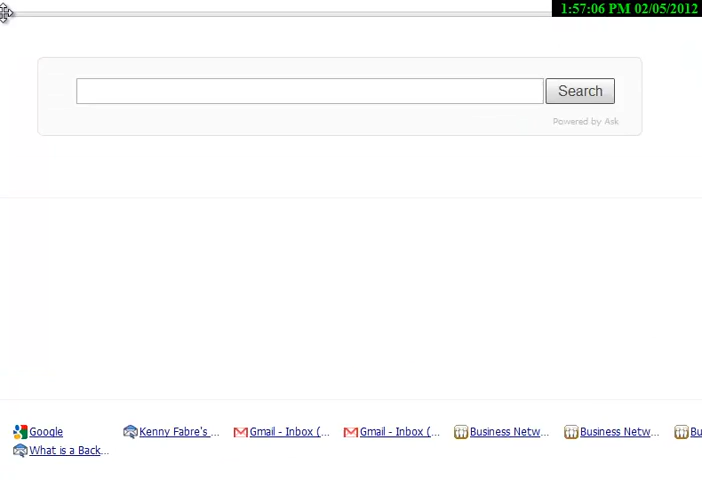 1:57:06 PM 02/05/2012
Search
Powered by Ask
Google Kenny Fabre's ... Gmail - Inbox (... Gmail - Inbox (... Business Netw... Business Netw... Bu
What is a Back...